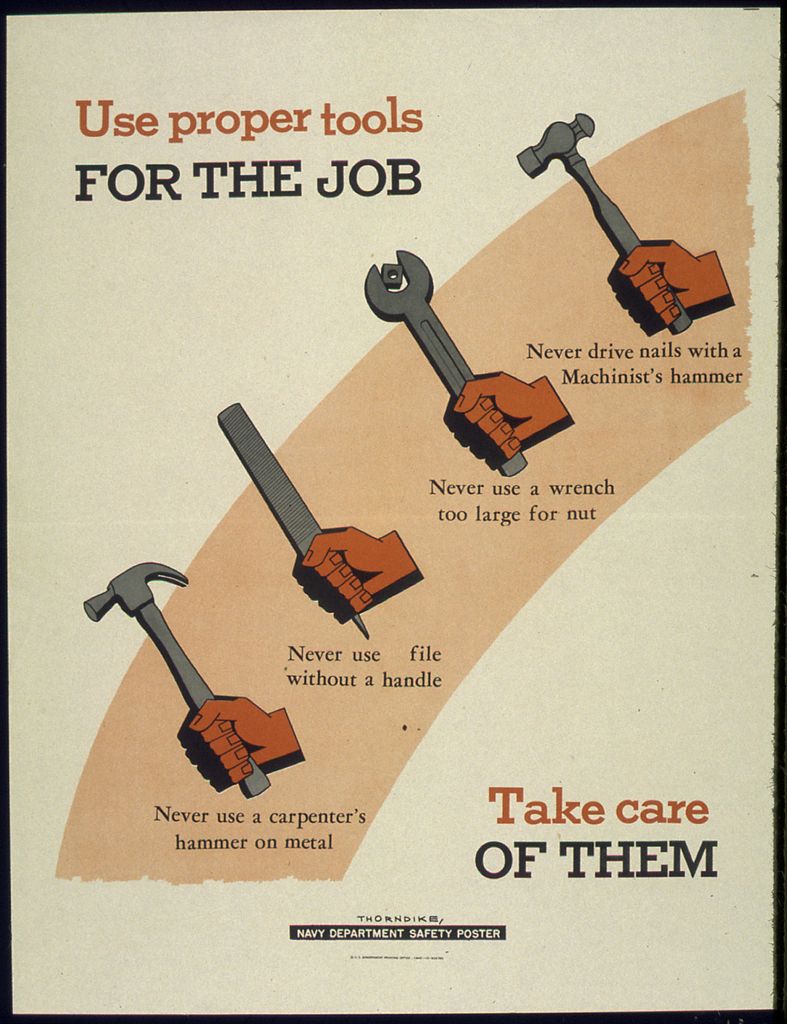 Use proper tools
FOR THE JOB
Never drive nails with a
Machinist's hammer
Never use a wrench
too large for nut
Never use file
without a handle
Never use a carpenter's
hammer on metal
Take care
OF THEM
THORNDIKE,
NAVY DEPARTMENT SAFETY POSTER